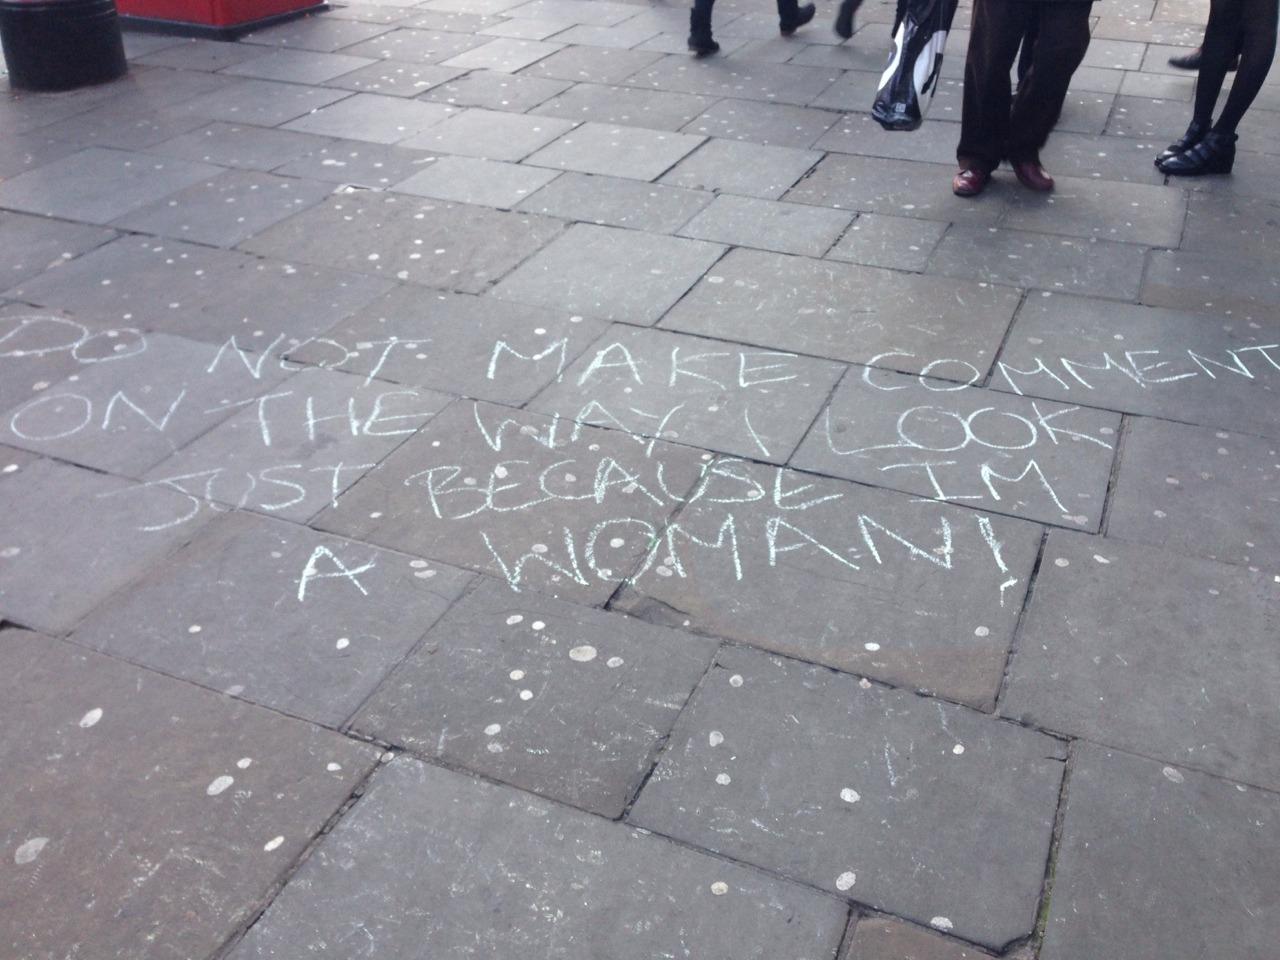 DO NOT MAKE COMMENT
ON THE WAY I LOOK
JUST BECAUSE IM
A WOMAN!